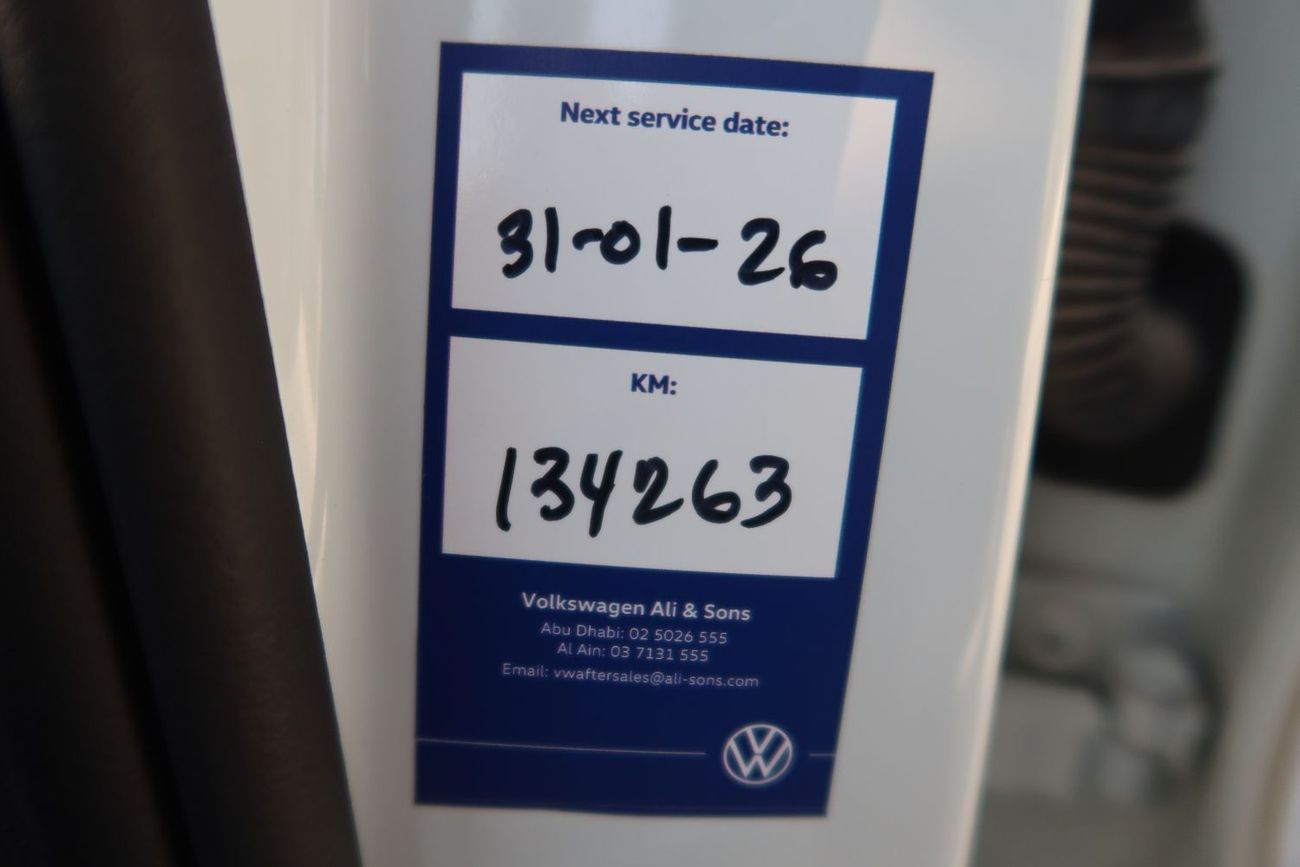 Next service date:
31-01-26
KM:
134263
Volkswagen Ali & Sons
Abu Dhabi: 02 5026 555
Al Ain: 03 7131 555
Email: vwaftersales@ali-sons.com